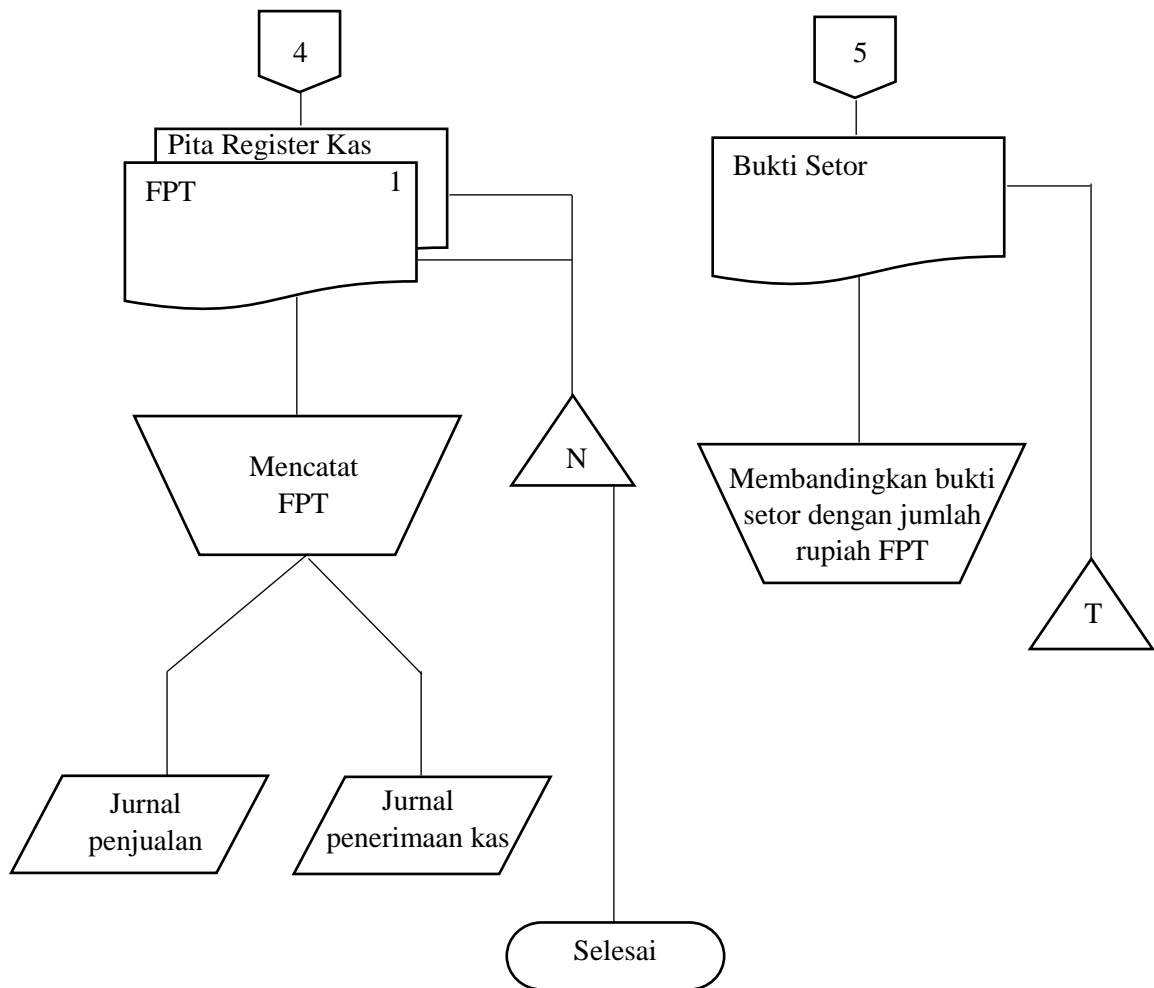 4
Pita Register Kas
FPT
1
Mencatat
FPT
N
Jurnal
penjualan
Jurnal
penerimaan kas
Selesai
5
Bukti Setor
Membandingkan bukti
setor dengan jumlah
rupiah FPT
T